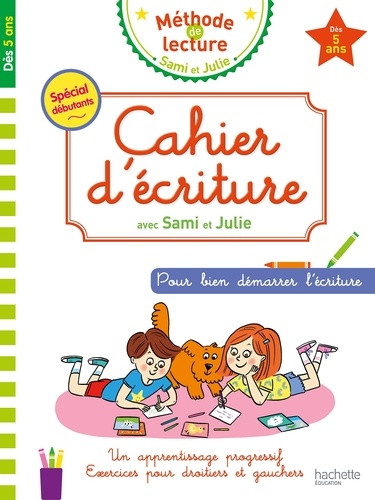 Dès 5 ans
Méthode
de
lecture
Sami et Julie
Dès
5 ans
Spécial
débutants
Cahier
d'écriture
avec Sami et Julie
Pour bien démarrer l'écriture
Un apprentissage progressif
Exercices pour droitiers et gauchers
hachette
ÉDUCATION